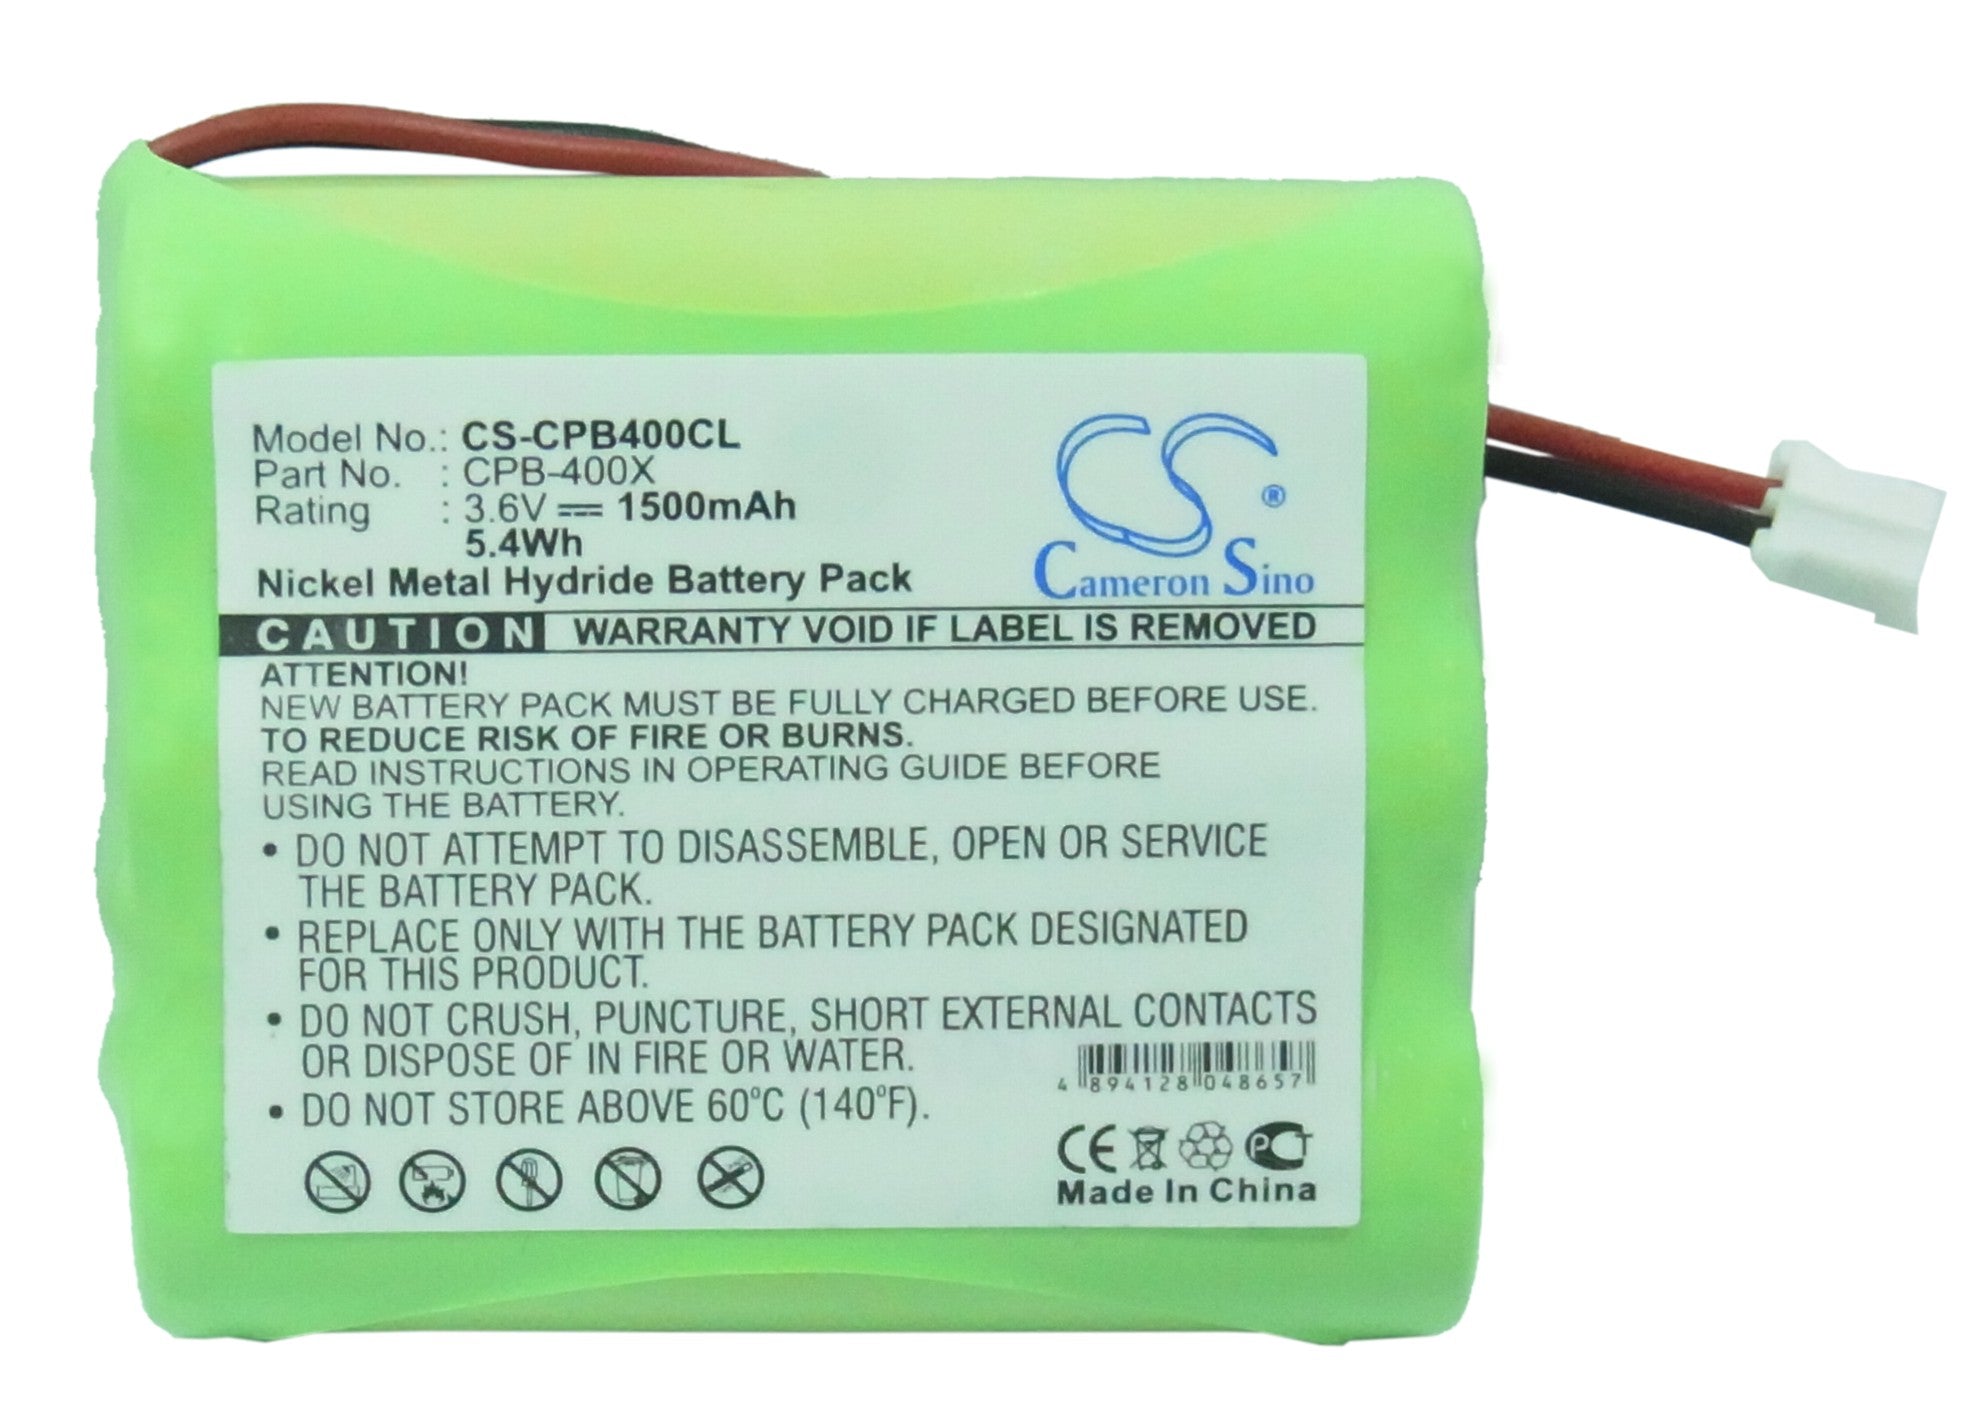 Model No.: CS-CPB400CL
Part No. : CPB-400X
Rating : 3.6V ⎓ 1500mAh
5.4Wh
Nickel Metal Hydride Battery Pack
CS ®
Cameron Sino
CAUTION WARRANTY VOID IF LABEL IS REMOVED
ATTENTION!
NEW BATTERY PACK MUST BE FULLY CHARGED BEFORE USE.
TO REDUCE RISK OF FIRE OR BURNS.
READ INSTRUCTIONS IN OPERATING GUIDE BEFORE
USING THE BATTERY.
• DO NOT ATTEMPT TO DISASSEMBLE, OPEN OR SERVICE
THE BATTERY PACK.
• REPLACE ONLY WITH THE BATTERY PACK DESIGNATED
FOR THIS PRODUCT.
• DO NOT CRUSH, PUNCTURE, SHORT EXTERNAL CONTACTS
OR DISPOSE OF IN FIRE OR WATER.
• DO NOT STORE ABOVE 60°C (140°F).
4 894128 048657
CE PCT
Made In China